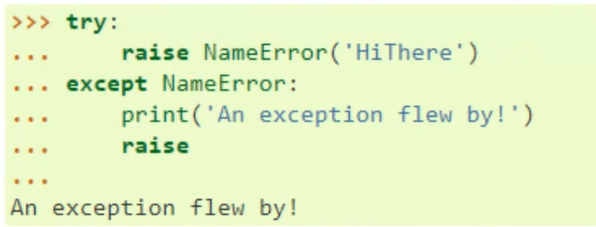 >>> try:
...     raise NameError('HiThere')
... except NameError:
...     print('An exception flew by!')
...     raise
...
An exception flew by!